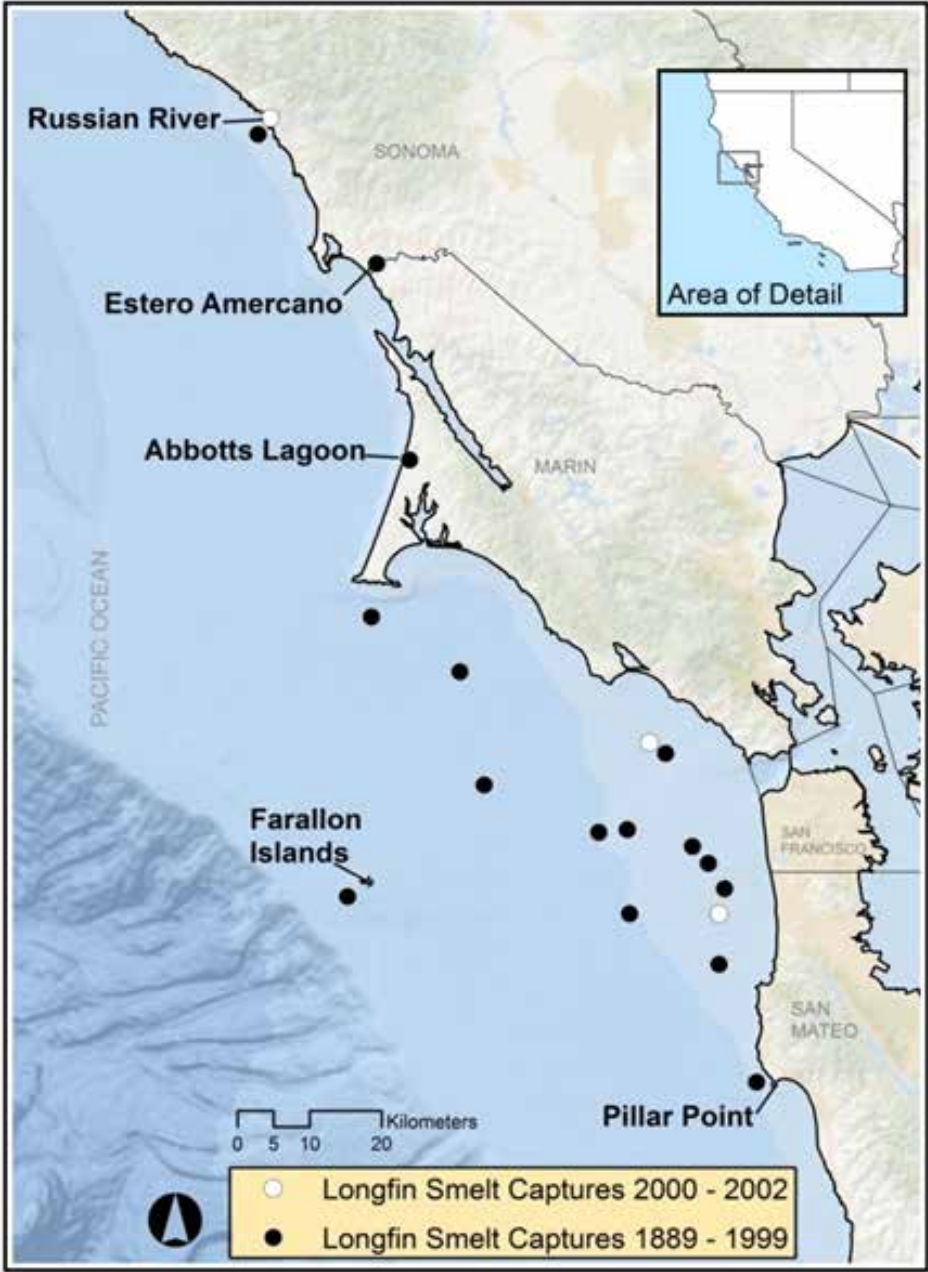 Russian River
SONOMA
Area of Detail
Estero Amercano
Abbotts Lagoon
MARIN
PACIFIC OCEAN
Farallon
Islands
SAN
FRANCISCO
SAN
MATEO
Pillar Point
Kilometers
0 5 10 20
Longfin Smelt Captures 2000 - 2002
Longfin Smelt Captures 1889 - 1999